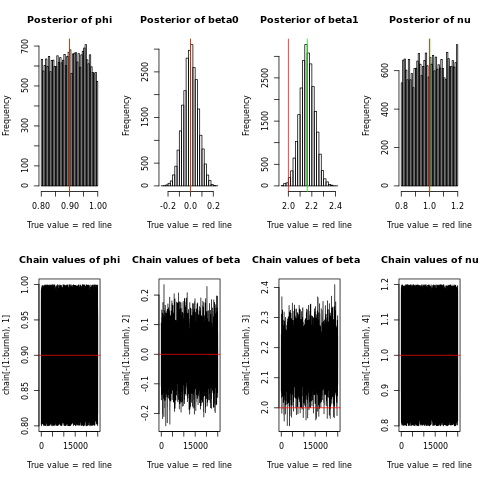 Posterior of phi
Frequency
0 100 300 500 700
0.80 0.90 1.00
True value = red line
Posterior of beta0
Frequency
0 500 1500 2500
-0.2 0.0 0.2
True value = red line
Posterior of beta1
Frequency
0 500 1500 2500
2.0 2.2 2.4
True value = red line
Posterior of nu
Frequency
0 200 400 600
0.8 1.0 1.2
True value = red line
Chain values of phi
chain[-(1:burnIn), 1]
0.80 0.85 0.90 0.95 1.00
0 15000
True value = red line
Chain values of beta
chain[-(1:burnIn), 2]
-0.2 -0.1 0.0 0.1 0.2
0 15000
True value = red line
Chain values of beta
chain[-(1:burnIn), 3]
2.0 2.1 2.2 2.3 2.4
0 15000
True value = red line
Chain values of nu
chain[-(1:burnIn), 4]
0.8 0.9 1.0 1.1 1.2
0 15000
True value = red line